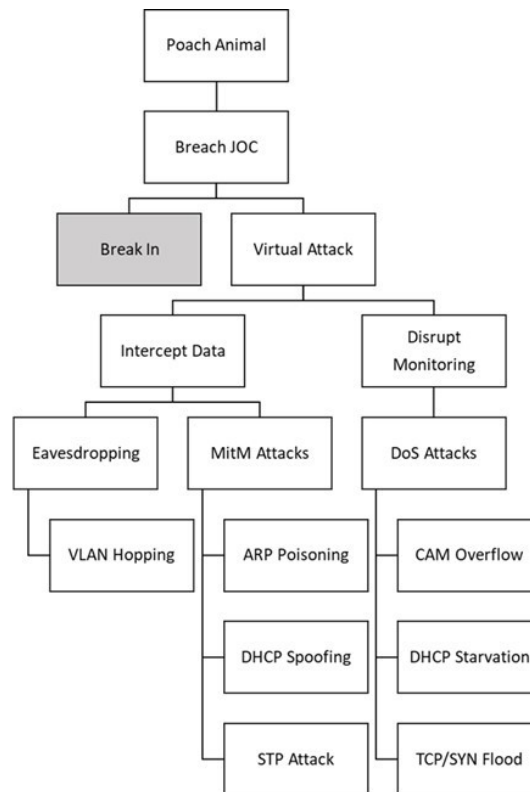 Poach Animal
Breach JOC
Break In
Virtual Attack
Intercept Data
Disrupt
Monitoring
Eavesdropping
MitM Attacks
DoS Attacks
VLAN Hopping
ARP Poisoning
CAM Overflow
DHCP Spoofing
DHCP Starvation
STP Attack
TCP/SYN Flood